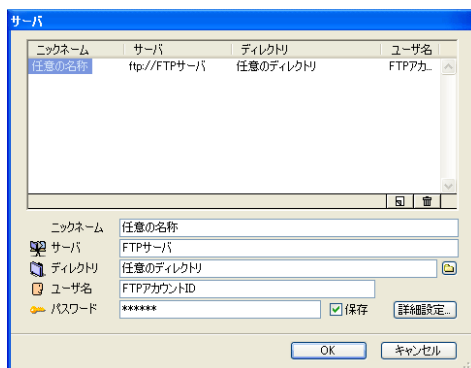 サーバ
ニックネーム サーバ ディレクトリ ユーザ名
任意の名称 ftp://FTPサーバ 任意のディレクトリ FTPアカ...
ニックネーム 任意の名称
サーバ FTPサーバ
ディレクトリ 任意のディレクトリ
ユーザ名 FTPアカウントID
パスワード ****** 保存 詳細設定...
OK キャンセル